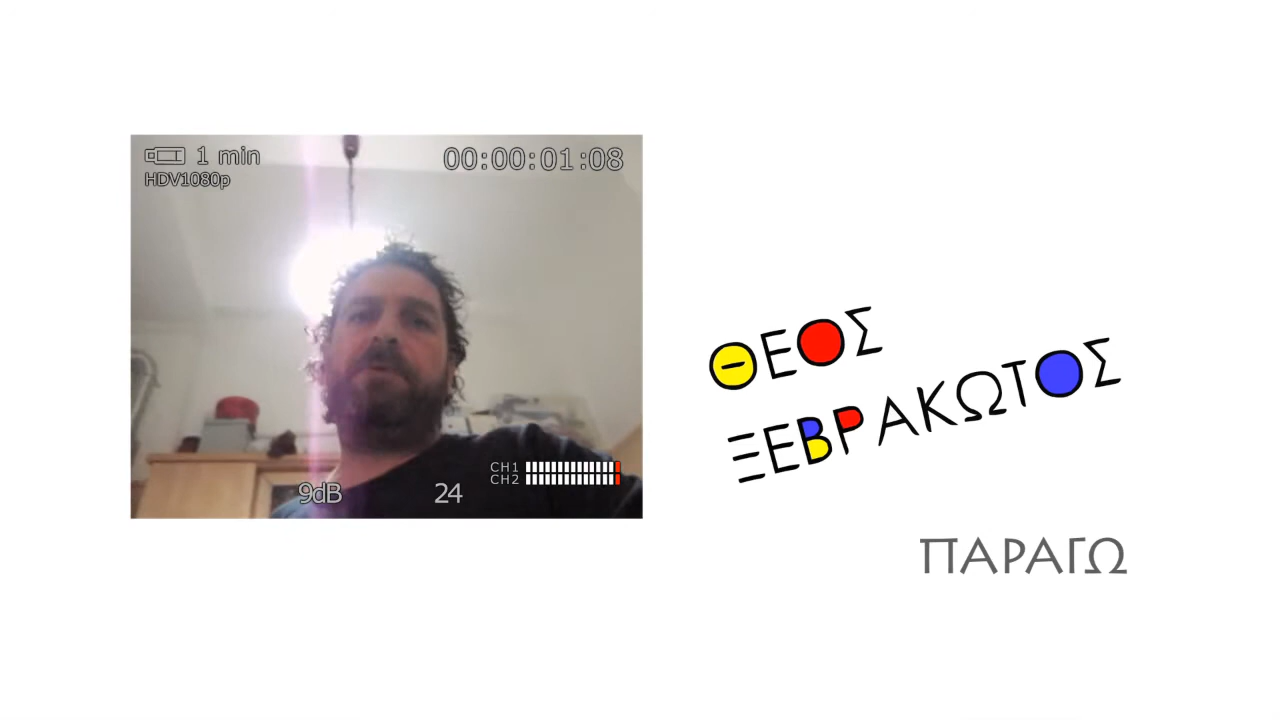 1 min
00:00:01:08
HDV1080p
CH1
CH2
9dB
24
ΘΕΟΣ
ΞΕΒΡΑΚΩΤΟΣ
ΠΑΡΑΓΩ